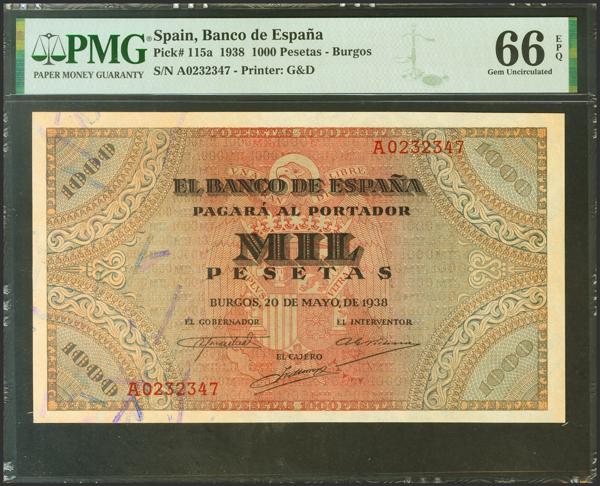 PMG
PAPER MONEY GUARANTY
Spain, Banco de España
Pick# 115a 1938 1000 Pesetas - Burgos
S/N A0232347 - Printer: G&D
66 EPQ
Gem Uncirculated
A0232347
1000
1000
EL BANCO DE ESPAÑA
PAGARÁ AL PORTADOR
MIL
PESETAS
BURGOS, 20 DE MAYO, DE 1938
EL GOBERNADOR
EL INTERVENTOR
EL CAJERO
1000
1000
A0232347